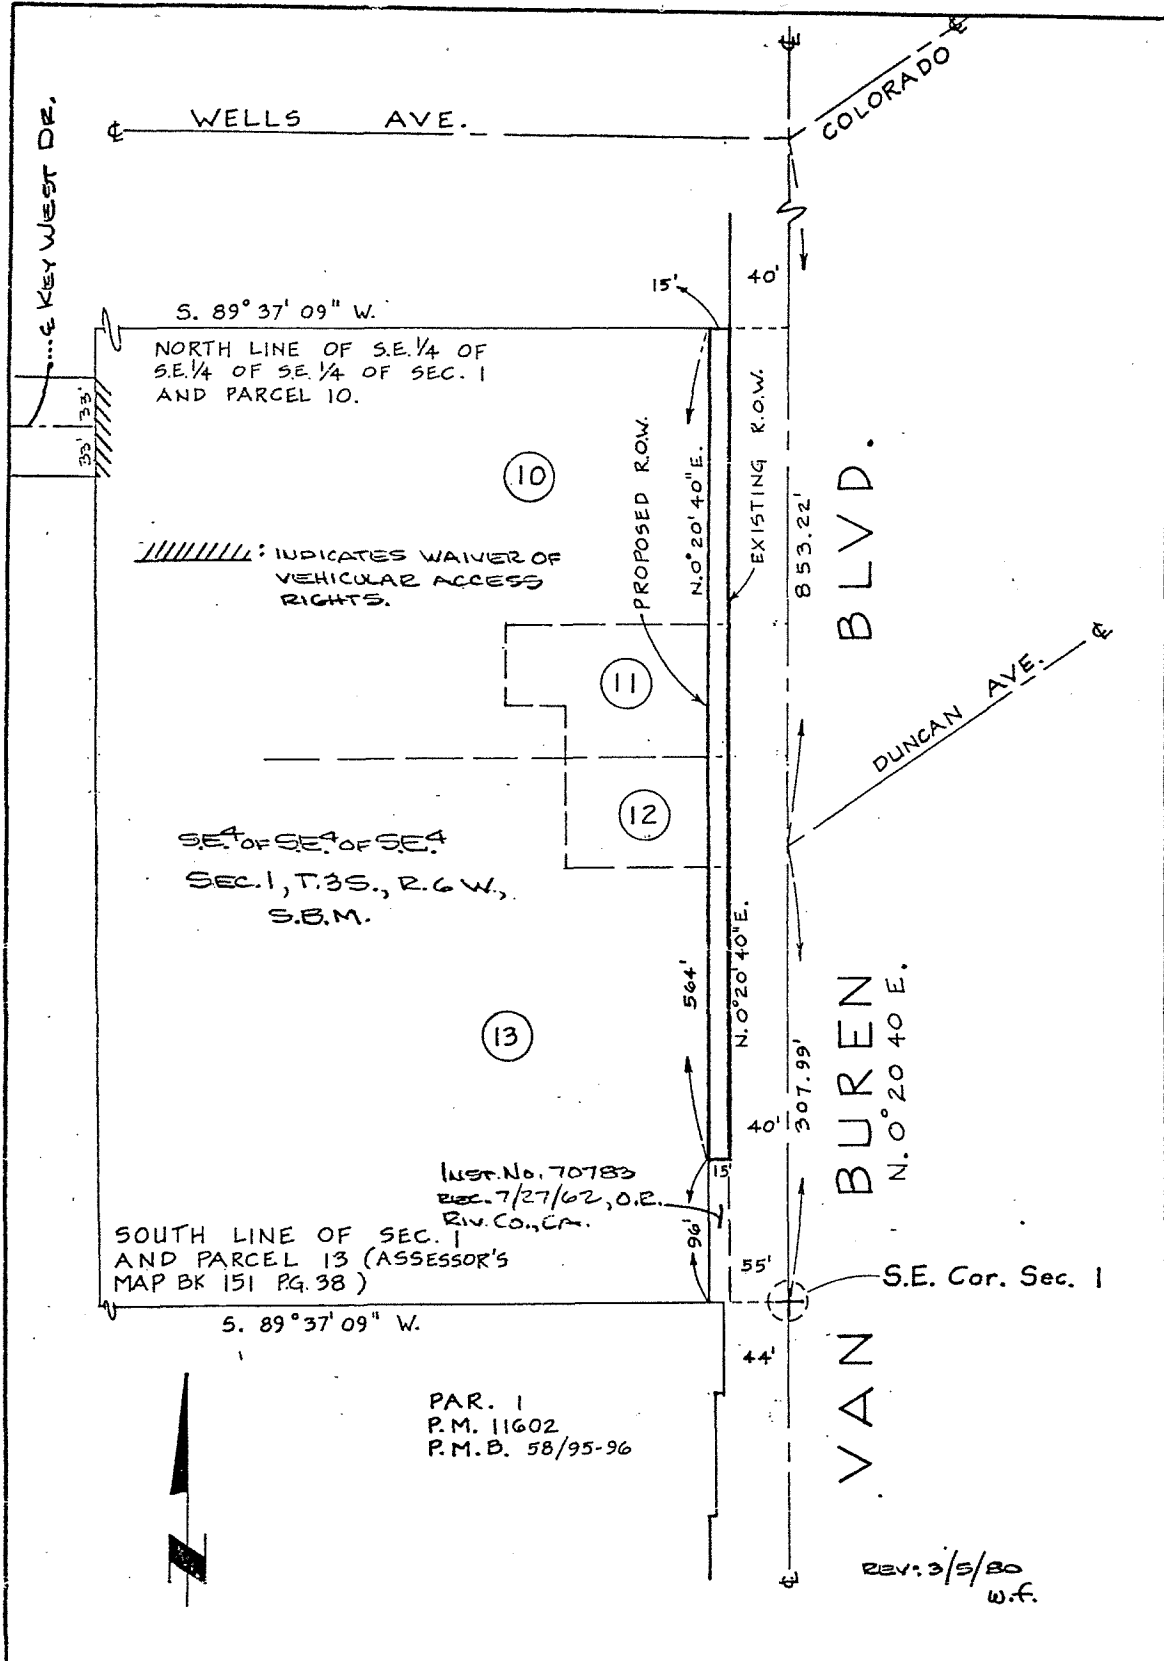 ℄
℄
COLORADO
℄ WELLS AVE.
℄ KEY WEST DR.
40'
15'
S. 89° 37' 09" W.
NORTH LINE OF S.E. 1/4 OF
S.E. 1/4 OF S.E. 1/4 OF SEC. 1
AND PARCEL 10.
33'
33'
10
PROPOSED R.O.W.
N. 0° 20' 40" E.
EXISTING R.O.W.
853.22'
: INDICATES WAIVER OF
VEHICULAR ACCESS
RIGHTS.
11
DUNCAN AVE. ℄
12
S.E.4 OF S.E.4 OF S.E.4
SEC. 1, T.3S., R.6 W.,
S.B.M.
564'
N. 0° 20' 40" E.
13
40'
307.99'
VAN BUREN BLVD.
N. 0° 20 40 E.
15
INST. No. 70783
REC. 7/27/62, O.R.
RIV. CO., CA.
96'
SOUTH LINE OF SEC. 1
AND PARCEL 13 (ASSESSOR'S
MAP BK 151 PG. 38)
55'
S.E. Cor. Sec. 1
S. 89° 37' 09" W.
44'
PAR. 1
P.M. 11602
P.M.B. 58/95-96
N
℄
REV: 3/5/80
W.F.